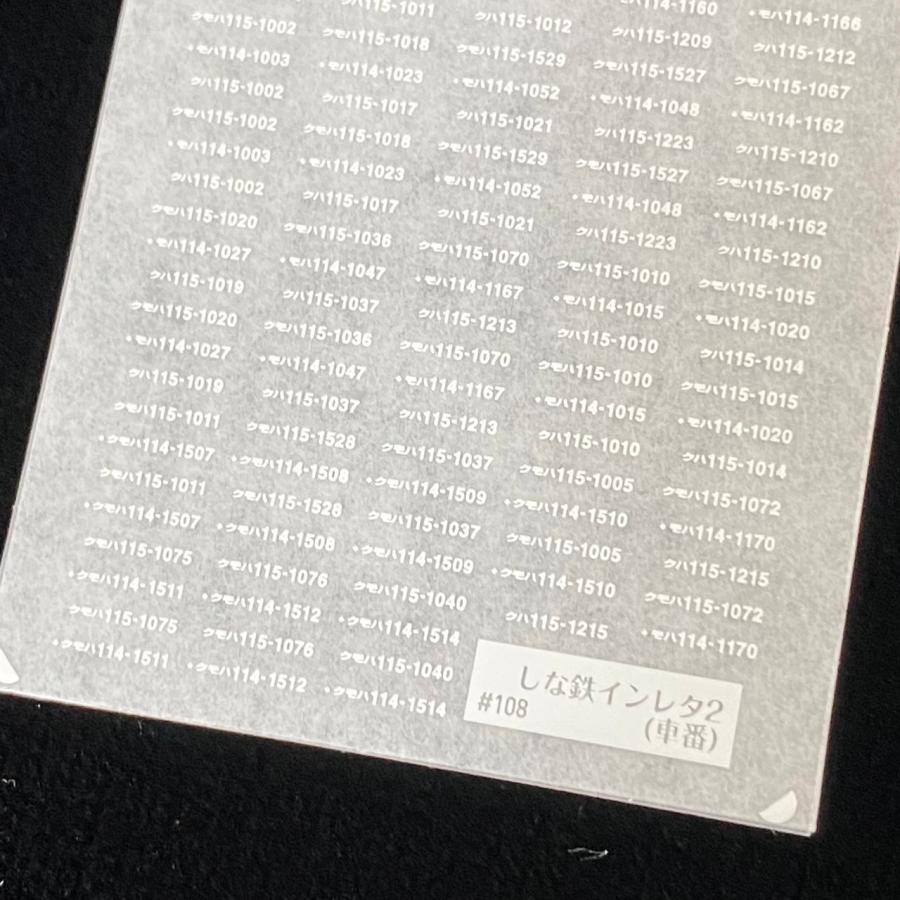 クモハ115-1002
・モハ114-1003
クハ115-1002
クモハ115-1002
・モハ114-1003
クハ115-1002
クモハ115-1020
・モハ114-1027
クハ115-1019
クモハ115-1020
・モハ114-1027
クハ115-1019
クモハ115-1011
・クモハ114-1507
クモハ115-1011
・クモハ114-1507
クモハ115-1075
・クモハ114-1511
クモハ115-1075
・クモハ114-1511
クハ115-1011
クモハ115-1018
・モハ114-1023
クハ115-1017
クモハ115-1018
・モハ114-1023
クハ115-1017
クモハ115-1036
・モハ114-1047
クハ115-1037
クモハ115-1036
・モハ114-1047
クハ115-1037
クモハ115-1528
・クモハ114-1508
クモハ115-1528
・クモハ114-1508
クモハ115-1076
・クモハ114-1512
クモハ115-1076
・クモハ114-1512
クハ115-1012
クモハ115-1529
・モハ114-1052
クハ115-1021
クモハ115-1529
・モハ114-1052
クハ115-1021
クモハ115-1070
・モハ114-1167
クハ115-1213
クモハ115-1070
・モハ114-1167
クハ115-1213
クモハ115-1037
・クモハ114-1509
クモハ115-1037
・クモハ114-1509
クモハ115-1040
・クモハ114-1514
クモハ115-1040
・クモハ114-1514
モハ114-1160
クハ115-1209
クモハ115-1527
・モハ114-1048
クハ115-1223
クモハ115-1527
・モハ114-1048
クハ115-1223
クモハ115-1010
・モハ114-1015
クハ115-1010
クモハ115-1010
・モハ114-1015
クハ115-1010
クモハ115-1005
・クモハ114-1510
クモハ115-1005
・クモハ114-1510
クハ115-1215
・モハ114-1166
クハ115-1212
クモハ115-1067
・モハ114-1162
クハ115-1210
クモハ115-1067
・モハ114-1162
クハ115-1210
クモハ115-1015
・モハ114-1020
クハ115-1014
クモハ115-1015
・モハ114-1020
クハ115-1014
クモハ115-1072
・モハ114-1170
クハ115-1215
クモハ115-1072
・モハ114-1170
しな鉄インレタ2
#108 (車番)